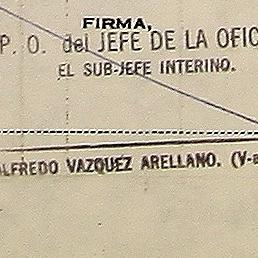 FIRMA,
P. O. del JEFE DE LA OFIC
EL SUB-JEFE INTERINO.
ALFREDO VAZQUEZ ARELLANO. (V-